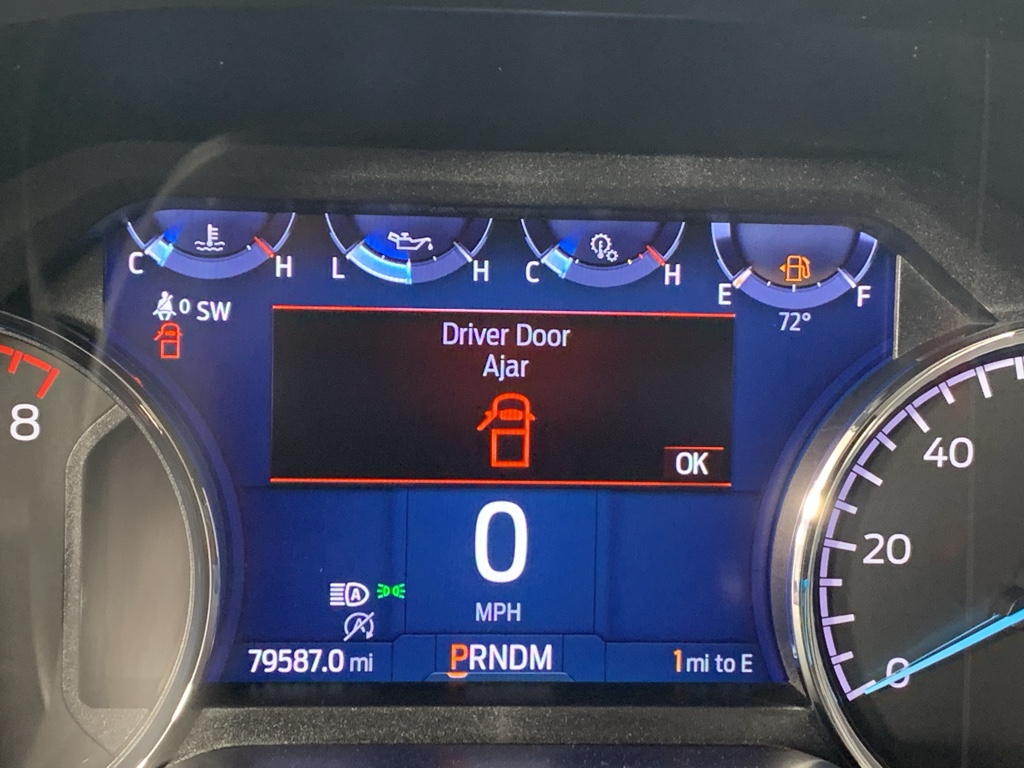 C H L H C H E F
72°
0 SW
Driver Door
Ajar
OK
8
40
20
0
0
MPH
A
A
79587.0 mi
PRNDM
1 mi to E